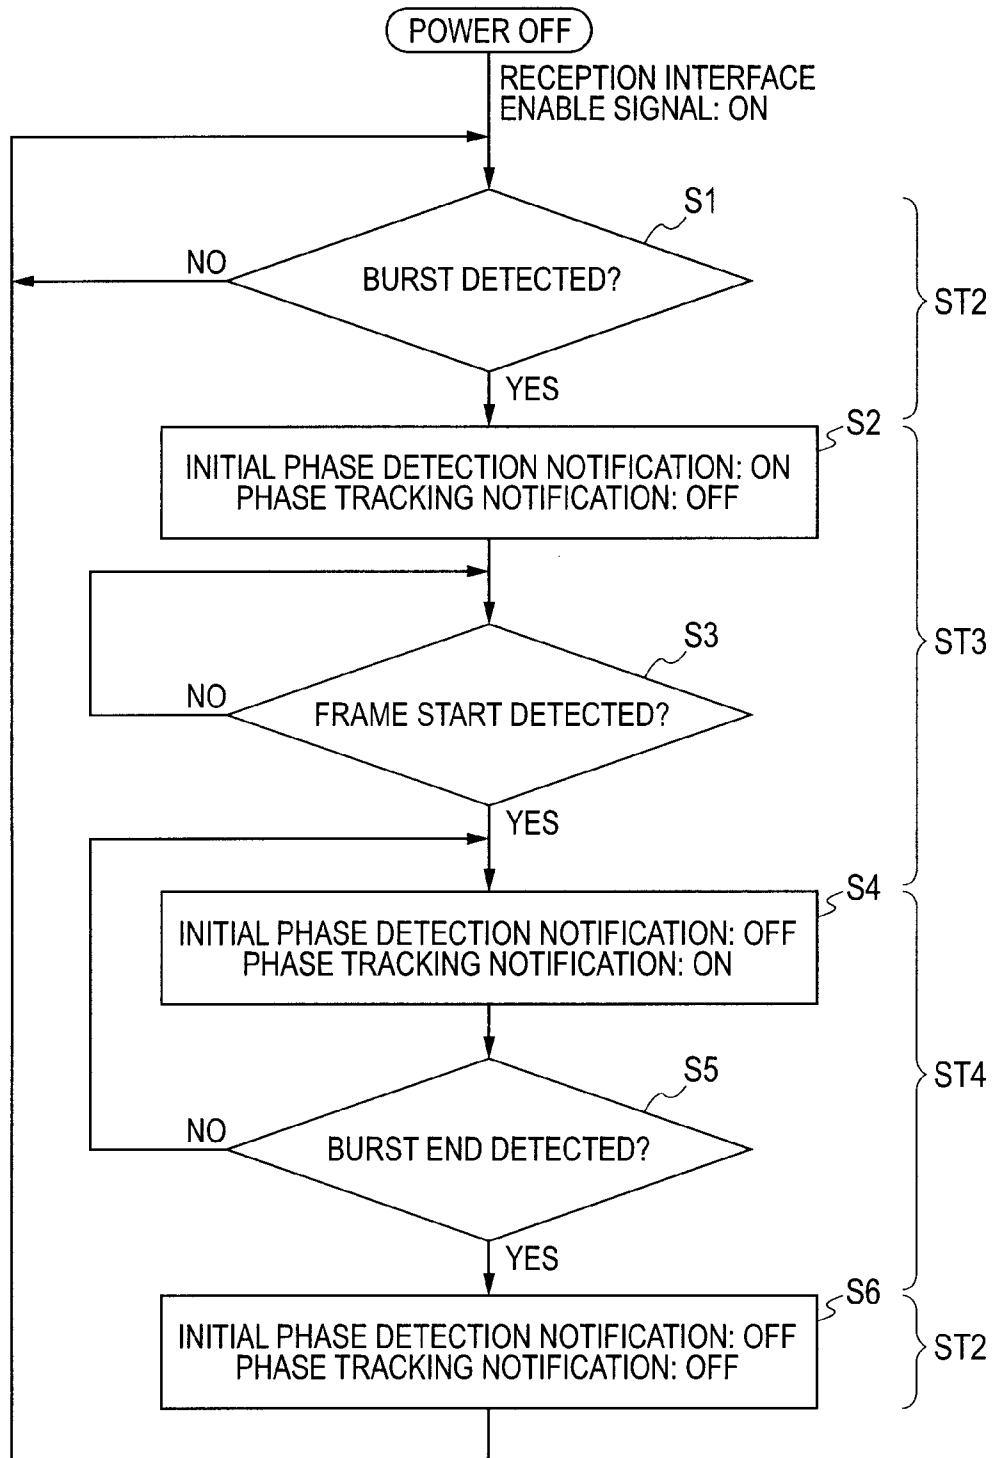 POWER OFF
RECEPTION INTERFACE
ENABLE SIGNAL: ON
S1
NO
BURST DETECTED?
ST2
YES
S2
INITIAL PHASE DETECTION NOTIFICATION: ON
PHASE TRACKING NOTIFICATION: OFF
S3
ST3
NO
FRAME START DETECTED?
YES
S4
INITIAL PHASE DETECTION NOTIFICATION: OFF
PHASE TRACKING NOTIFICATION: ON
S5
ST4
NO
BURST END DETECTED?
YES
S6
INITIAL PHASE DETECTION NOTIFICATION: OFF
PHASE TRACKING NOTIFICATION: OFF
ST2